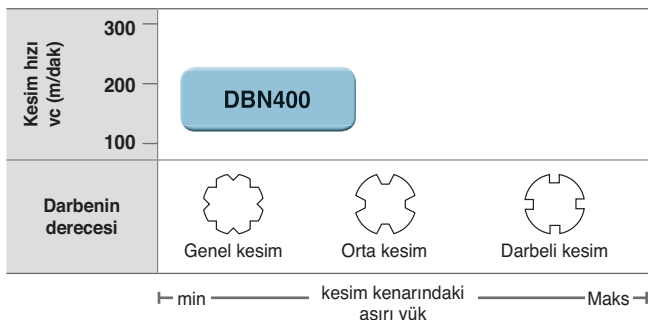 Kesim hızı
vc (m/dak)
300
200
100
DBN400
Darbenin
derecesi
Genel kesim
Orta kesim
Darbeli kesim
min
kesim kenarındaki
aşırı yük
Maks